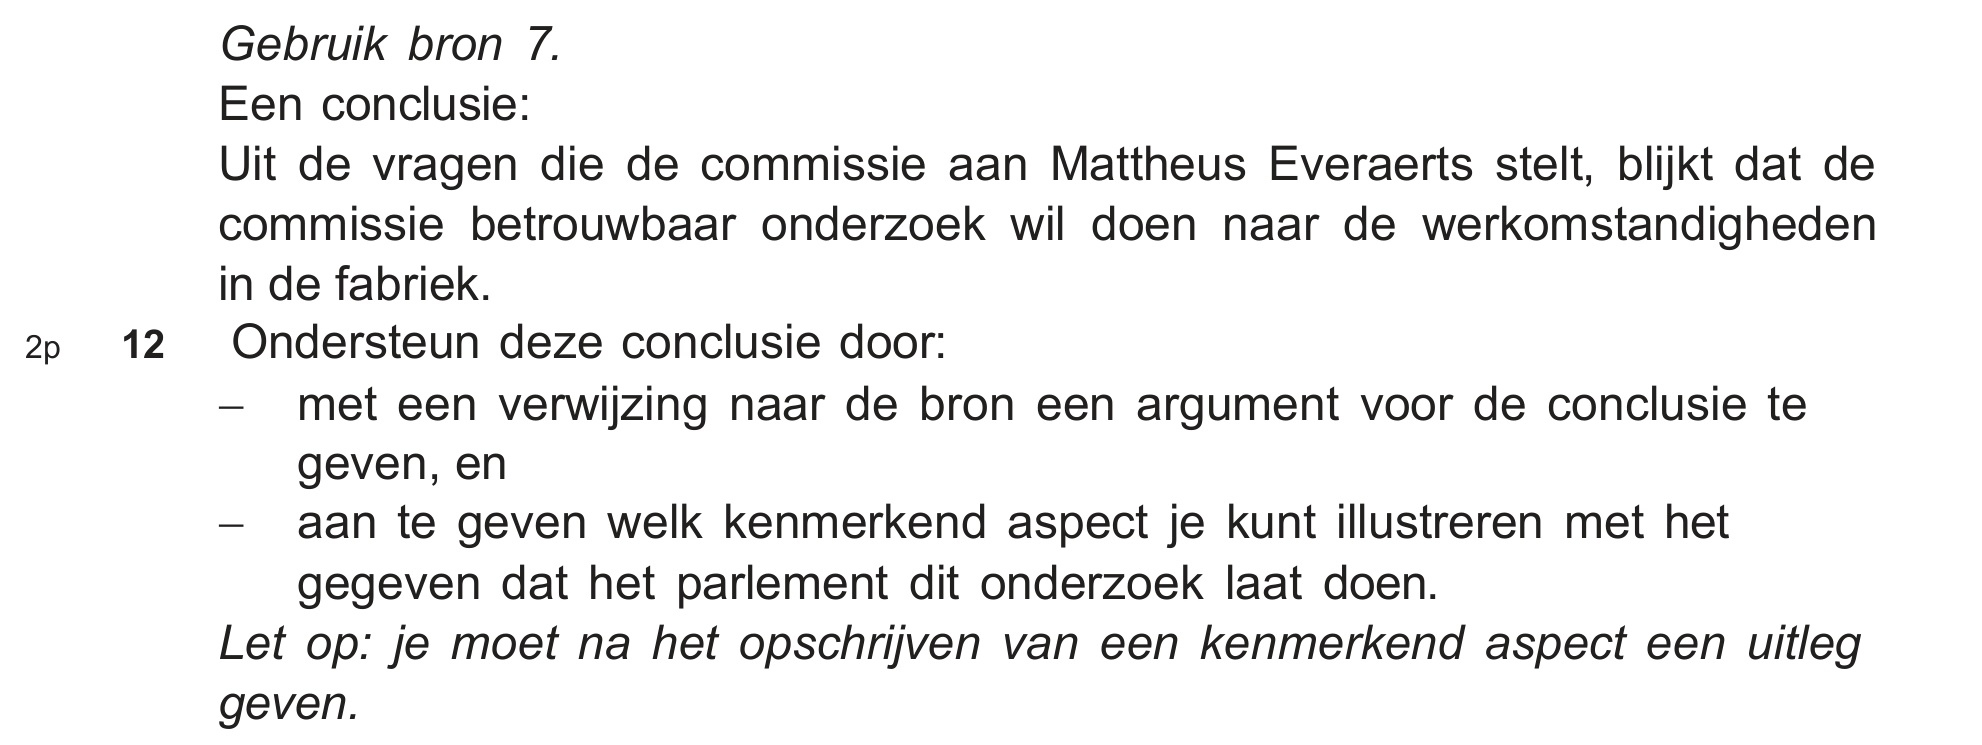 Gebruik bron 7.
Een conclusie:
Uit de vragen die de commissie aan Mattheus Everaerts stelt, blijkt dat de
commissie betrouwbaar onderzoek wil doen naar de werkomstandigheden
in de fabriek.
2p 12 Ondersteun deze conclusie door:
– met een verwijzing naar de bron een argument voor de conclusie te
geven, en
– aan te geven welk kenmerkend aspect je kunt illustreren met het
gegeven dat het parlement dit onderzoek laat doen.
Let op: je moet na het opschrijven van een kenmerkend aspect een uitleg
geven.